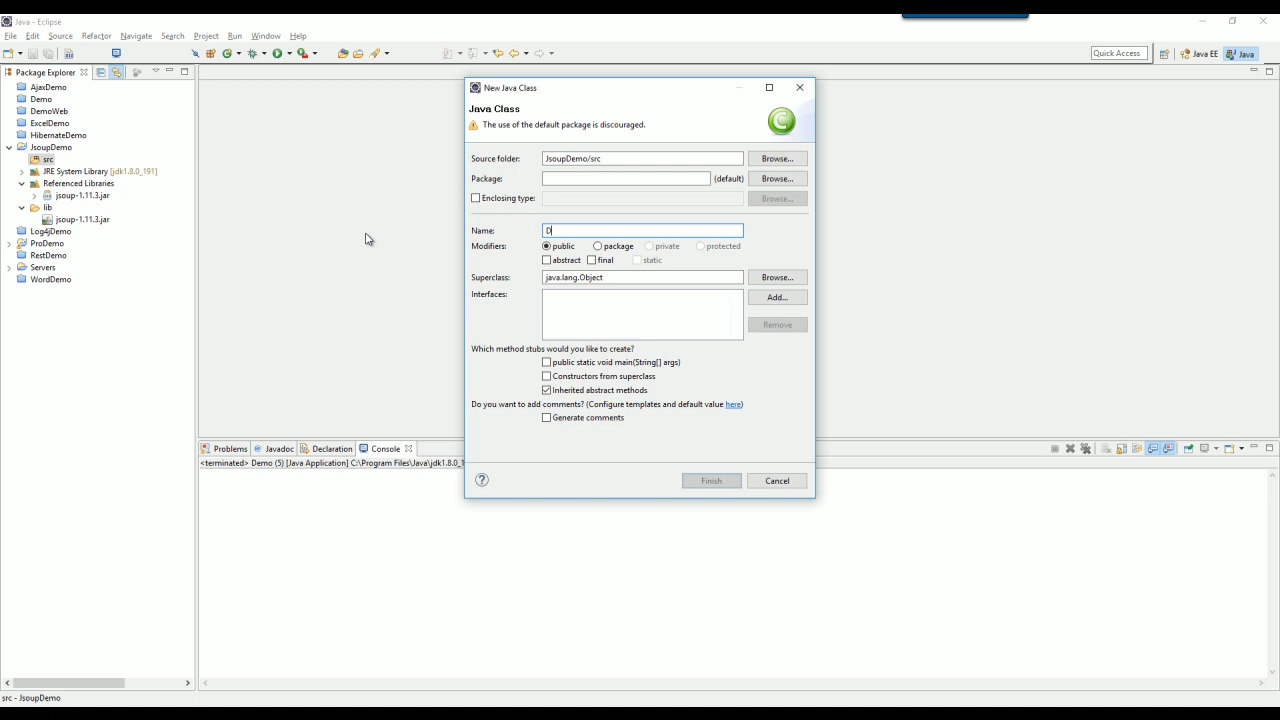 Java - Eclipse
File Edit Source Refactor Navigate Search Project Run Window Help
Quick Access Java EE Java
Package Explorer
AjaxDemo
Demo
DemoWeb
ExcelDemo
HibernateDemo
JsoupDemo
src
JRE System Library [jdk1.8.0_191]
Referenced Libraries
jsoup-1.11.3.jar
lib
jsoup-1.11.3.jar
Log4jDemo
ProDemo
RestDemo
Servers
WordDemo
New Java Class
Java Class
The use of the default package is discouraged.
Source folder: JsoupDemo/src Browse...
Package: (default) Browse...
Enclosing type: Browse...
Name: D
Modifiers: public package private protected
abstract final static
Superclass: java.lang.Object Browse...
Interfaces: Add...
Remove
Which method stubs would you like to create?
public static void main(String[] args)
Constructors from superclass
Inherited abstract methods
Do you want to add comments? (Configure templates and default value here)
Generate comments
Finish Cancel
Problems Javadoc Declaration Console
<terminated> Demo (5) [Java Application] C:\Program Files\Java\jdk1.8.0_1
src - JsoupDemo